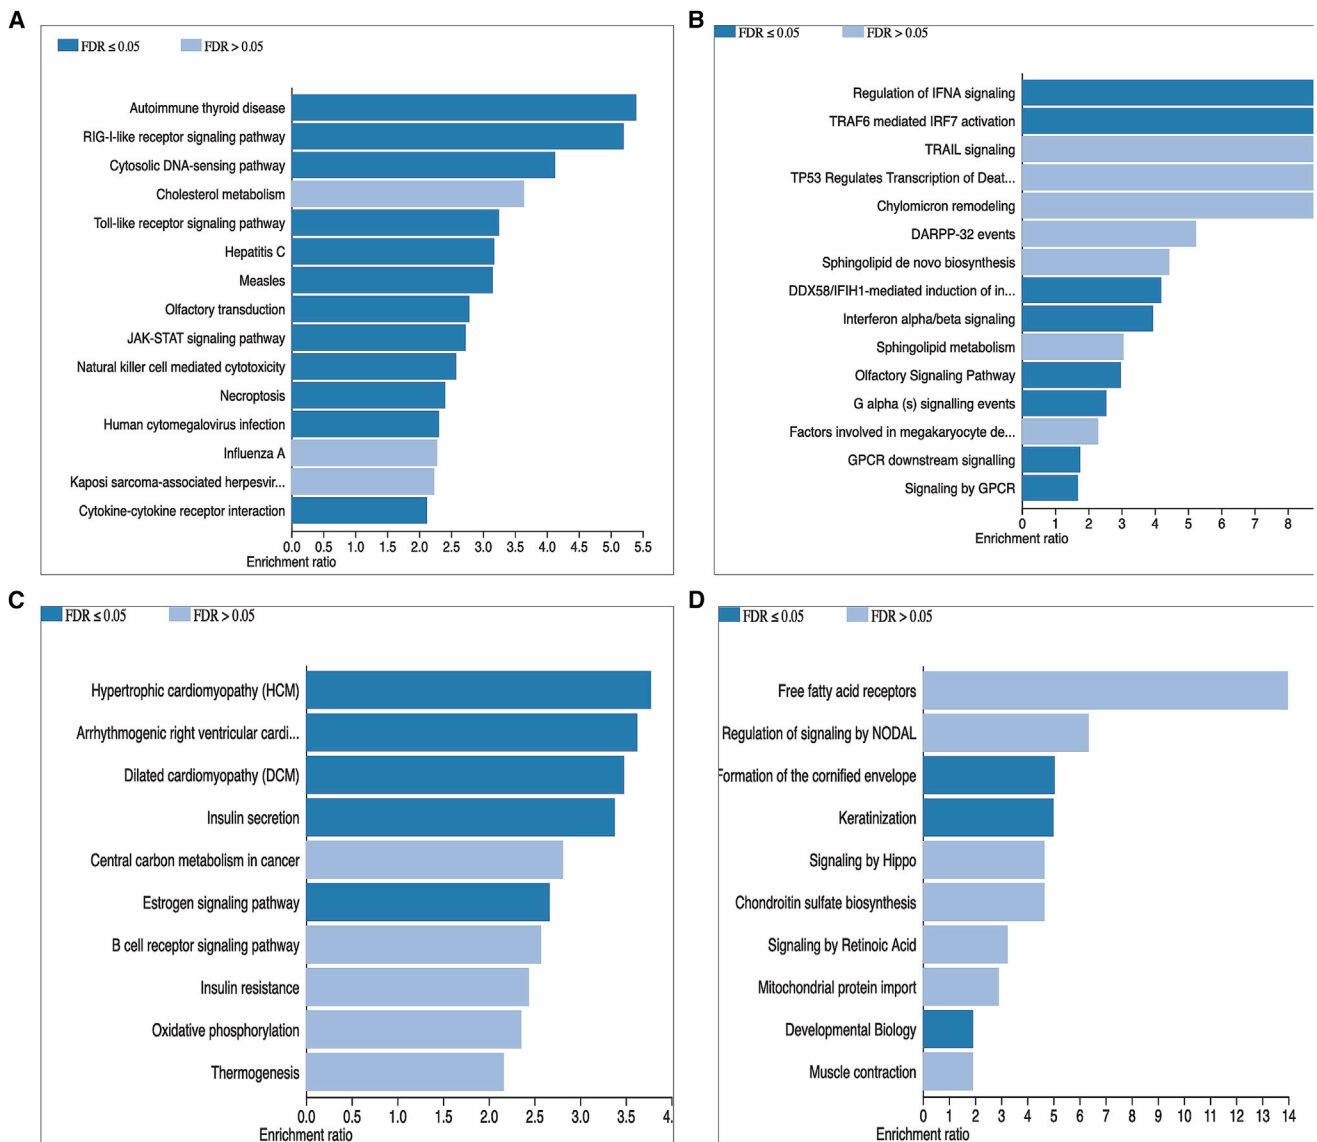 A
FDR ≤ 0.05 FDR > 0.05
Autoimmune thyroid disease
RIG-I-like receptor signaling pathway
Cytosolic DNA-sensing pathway
Cholesterol metabolism
Toll-like receptor signaling pathway
Hepatitis C
Measles
Olfactory transduction
JAK-STAT signaling pathway
Natural killer cell mediated cytotoxicity
Necroptosis
Human cytomegalovirus infection
Influenza A
Kaposi sarcoma-associated herpesvir...
Cytokine-cytokine receptor interaction
0.0 0.5 1.0 1.5 2.0 2.5 3.0 3.5 4.0 4.5 5.0 5.5
Enrichment ratio
B
FDR ≤ 0.05 FDR > 0.05
Regulation of IFNA signaling
TRAF6 mediated IRF7 activation
TRAIL signaling
TP53 Regulates Transcription of Deat...
Chylomicron remodeling
DARPP-32 events
Sphingolipid de novo biosynthesis
DDX58/IFIH1-mediated induction of in...
Interferon alpha/beta signaling
Sphingolipid metabolism
Olfactory Signaling Pathway
G alpha (s) signalling events
Factors involved in megakaryocyte de...
GPCR downstream signalling
Signaling by GPCR
0 1 2 3 4 5 6 7 8
Enrichment ratio
C
FDR ≤ 0.05 FDR > 0.05
Hypertrophic cardiomyopathy (HCM)
Arrhythmogenic right ventricular cardi...
Dilated cardiomyopathy (DCM)
Insulin secretion
Central carbon metabolism in cancer
Estrogen signaling pathway
B cell receptor signaling pathway
Insulin resistance
Oxidative phosphorylation
Thermogenesis
0.0 0.5 1.0 1.5 2.0 2.5 3.0 3.5 4.
Enrichment ratio
D
FDR ≤ 0.05 FDR > 0.05
Free fatty acid receptors
Regulation of signaling by NODAL
Formation of the cornified envelope
Keratinization
Signaling by Hippo
Chondroitin sulfate biosynthesis
Signaling by Retinoic Acid
Mitochondrial protein import
Developmental Biology
Muscle contraction
0 1 2 3 4 5 6 7 8 9 10 11 12 13 14
Enrichment ratio